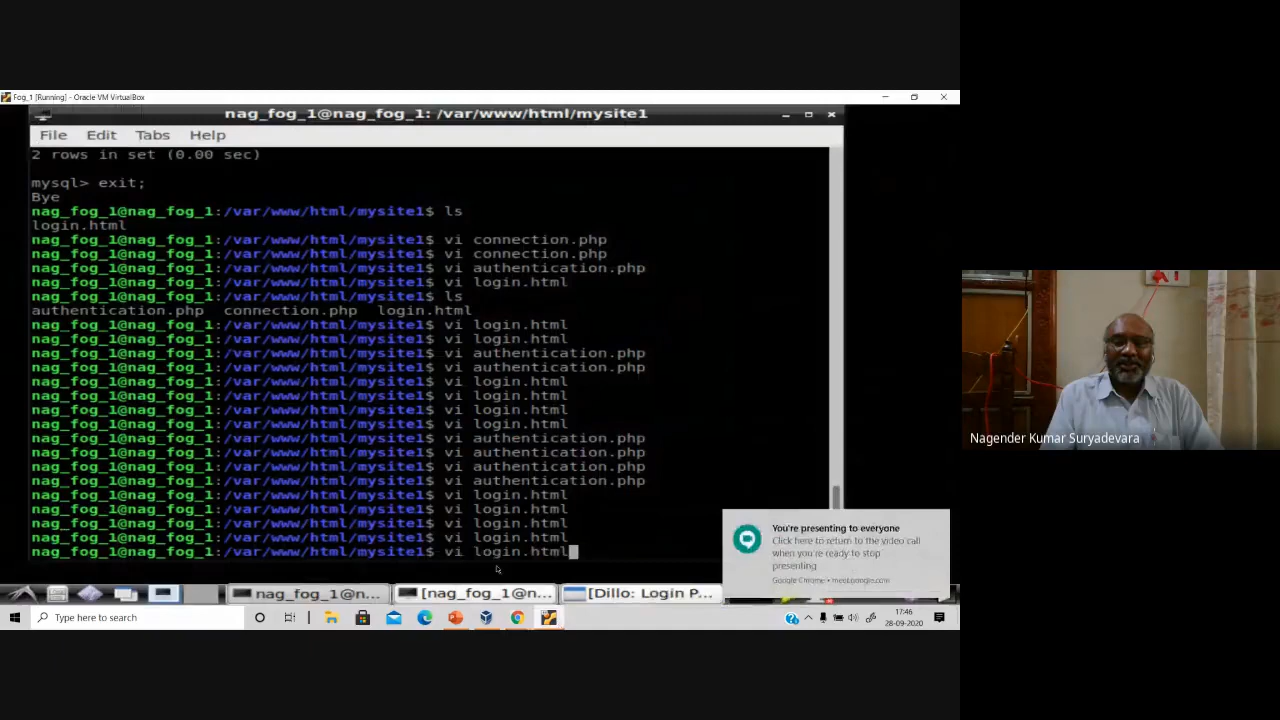 Fog_1 [Running] - Oracle VM VirtualBox
nag_fog_1@nag_fog_1: /var/www/html/mysite1
File Edit Tabs Help
2 rows in set (0.00 sec)
mysql> exit;
Bye
nag_fog_1@nag_fog_1:/var/www/html/mysite1$ ls
login.html
nag_fog_1@nag_fog_1:/var/www/html/mysite1$ vi connection.php
nag_fog_1@nag_fog_1:/var/www/html/mysite1$ vi connection.php
nag_fog_1@nag_fog_1:/var/www/html/mysite1$ vi authentication.php
nag_fog_1@nag_fog_1:/var/www/html/mysite1$ vi login.html
nag_fog_1@nag_fog_1:/var/www/html/mysite1$ ls
authentication.php connection.php login.html
nag_fog_1@nag_fog_1:/var/www/html/mysite1$ vi login.html
nag_fog_1@nag_fog_1:/var/www/html/mysite1$ vi login.html
nag_fog_1@nag_fog_1:/var/www/html/mysite1$ vi authentication.php
nag_fog_1@nag_fog_1:/var/www/html/mysite1$ vi authentication.php
nag_fog_1@nag_fog_1:/var/www/html/mysite1$ vi login.html
nag_fog_1@nag_fog_1:/var/www/html/mysite1$ vi login.html
nag_fog_1@nag_fog_1:/var/www/html/mysite1$ vi login.html
nag_fog_1@nag_fog_1:/var/www/html/mysite1$ vi login.html
nag_fog_1@nag_fog_1:/var/www/html/mysite1$ vi authentication.php
nag_fog_1@nag_fog_1:/var/www/html/mysite1$ vi authentication.php
nag_fog_1@nag_fog_1:/var/www/html/mysite1$ vi authentication.php
nag_fog_1@nag_fog_1:/var/www/html/mysite1$ vi authentication.php
nag_fog_1@nag_fog_1:/var/www/html/mysite1$ vi login.html
nag_fog_1@nag_fog_1:/var/www/html/mysite1$ vi login.html
nag_fog_1@nag_fog_1:/var/www/html/mysite1$ vi login.html
nag_fog_1@nag_fog_1:/var/www/html/mysite1$ vi login.html
nag_fog_1@nag_fog_1:/var/www/html/mysite1$ vi login.html
Nagender Kumar Suryadevara
You're presenting to everyone
Click here to return to the video call
when you're ready to stop
presenting
Google Chrome • meet.google.com
nag_fog_1@n... [nag_fog_1@n... [Dillo: Login P...
Type here to search
17:46
28-09-2020